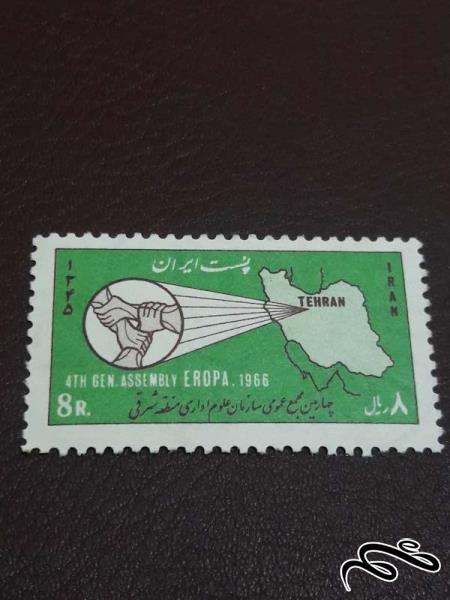 پست ایران
۱۳۴۵
IRAN
TEHRAN
4TH GEN. ASSEMBLY EROPA. 1966
چهارمین مجمع عمومی سازمان علوم اداری منطقه شرقی
8 R.
۸ ریال